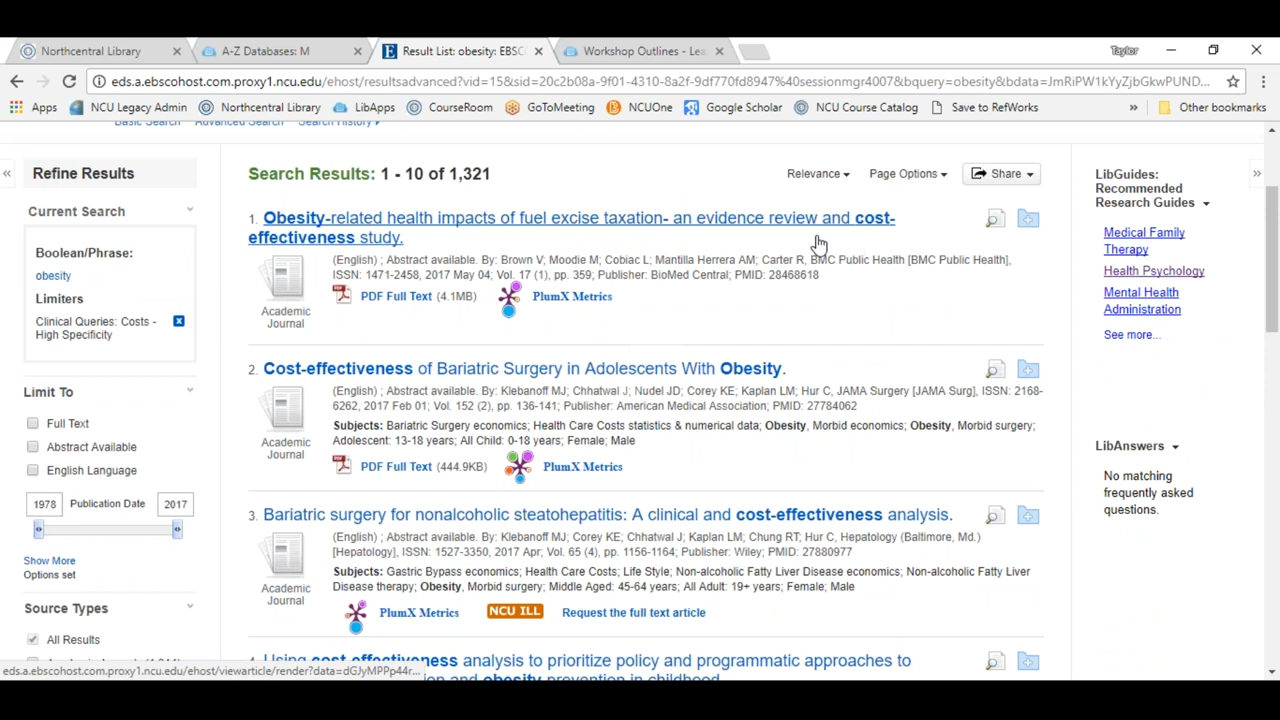 Northcentral Library
A-Z Databases: M
Result List: obesity: EBSC
Workshop Outlines - Le
Taylor
eds.a.ebscohost.com.proxy1.ncu.edu/ehost/resultsadvanced?vid=15&sid=20c2b08a-9f01-4310-8a2f-9df770fd8947%40sessionmgr4007&bquery=obesity&bdata=JmRiPW1kYyZjbGkwPUND...
Apps
NCU Legacy Admin
Northcentral Library
LibApps
CourseRoom
GoToMeeting
NCUOne
Google Scholar
NCU Course Catalog
Save to RefWorks
»
Other bookmarks
Basic Search Advanced Search Search History
«
Refine Results
Current Search
Boolean/Phrase:
obesity
Limiters
Clinical Queries: Costs -
High Specificity
Limit To
Full Text
Abstract Available
English Language
1978 Publication Date 2017
Show More
Options set
Source Types
All Results
Search Results: 1 - 10 of 1,321
Relevance
Page Options
Share
1. Obesity-related health impacts of fuel excise taxation- an evidence review and cost-
effectiveness study.
(English) ; Abstract available. By: Brown V; Moodie M; Cobiac L; Mantilla Herrera AM; Carter R, BMC Public Health [BMC Public Health],
ISSN: 1471-2458, 2017 May 04; Vol. 17 (1), pp. 359; Publisher: BioMed Central; PMID: 28468618
Academic
Journal
PDF Full Text (4.1MB)
PlumX Metrics
2. Cost-effectiveness of Bariatric Surgery in Adolescents With Obesity.
(English) ; Abstract available. By: Klebanoff MJ; Chhatwal J; Nudel JD; Corey KE; Kaplan LM; Hur C, JAMA Surgery [JAMA Surg], ISSN: 2168-
6262, 2017 Feb 01; Vol. 152 (2), pp. 136-141; Publisher: American Medical Association; PMID: 27784062
Subjects: Bariatric Surgery economics; Health Care Costs statistics & numerical data; Obesity, Morbid economics; Obesity, Morbid surgery;
Adolescent: 13-18 years; All Child: 0-18 years; Female; Male
Academic
Journal
PDF Full Text (444.9KB)
PlumX Metrics
3. Bariatric surgery for nonalcoholic steatohepatitis: A clinical and cost-effectiveness analysis.
(English) ; Abstract available. By: Klebanoff MJ; Corey KE; Chhatwal J; Kaplan LM; Chung RT; Hur C, Hepatology (Baltimore, Md.)
[Hepatology], ISSN: 1527-3350, 2017 Apr; Vol. 65 (4), pp. 1156-1164; Publisher: Wiley; PMID: 27880977
Subjects: Gastric Bypass economics; Health Care Costs; Life Style; Non-alcoholic Fatty Liver Disease economics; Non-alcoholic Fatty Liver
Disease therapy; Obesity, Morbid surgery; Middle Aged: 45-64 years; All Adult: 19+ years; Female; Male
Academic
Journal
PlumX Metrics
NCU ILL
Request the full text article
Using cost-effectiveness analysis to prioritize policy and programmatic approaches to
obesity prevention in childhood
»
LibGuides:
Recommended
Research Guides
Medical Family
Therapy
Health Psychology
Mental Health
Administration
See more...
LibAnswers
No matching
frequently asked
questions.
eds.a.ebscohost.com.proxy1.ncu.edu/ehost/viewarticle/render?data=dGJyMPPp44r...